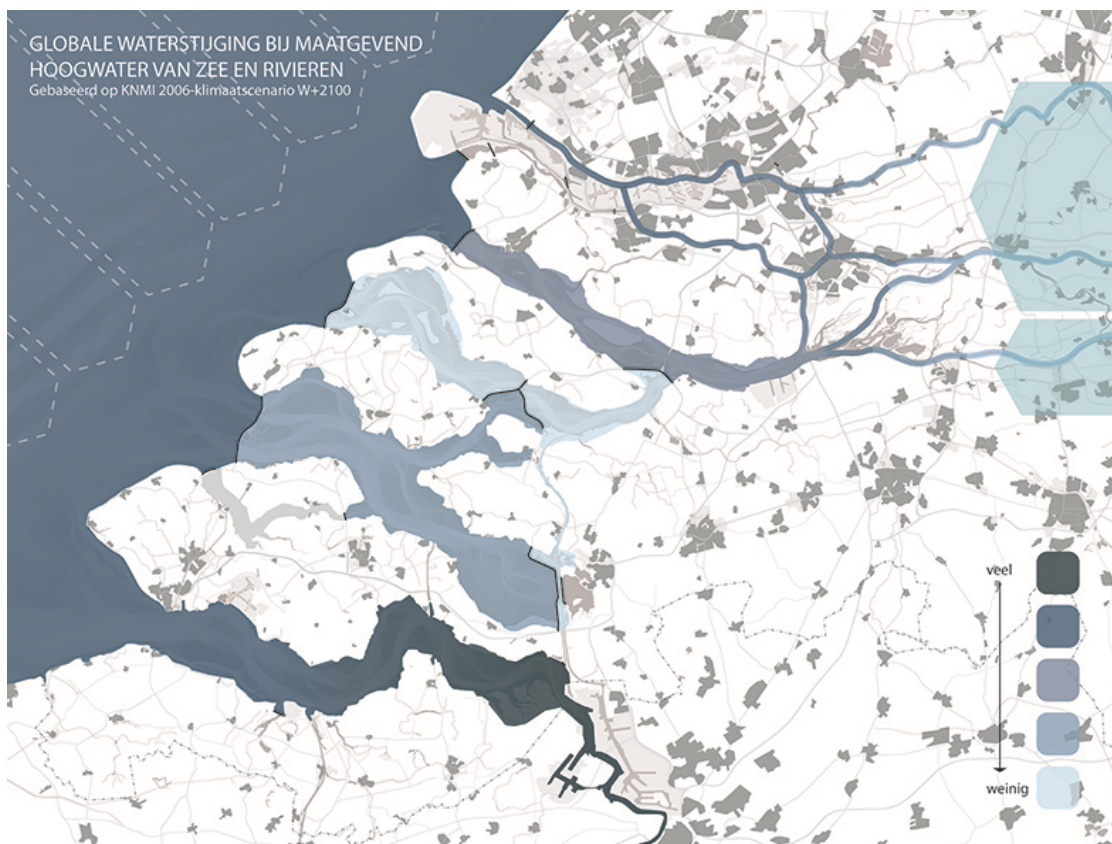 GLOBALE WATERSTIJGING BIJ MAATGEVEND
HOOGWATER VAN ZEE EN RIVIEREN
Gebaseerd op KNMI 2006-klimaatscenario W+2100
veel
weinig